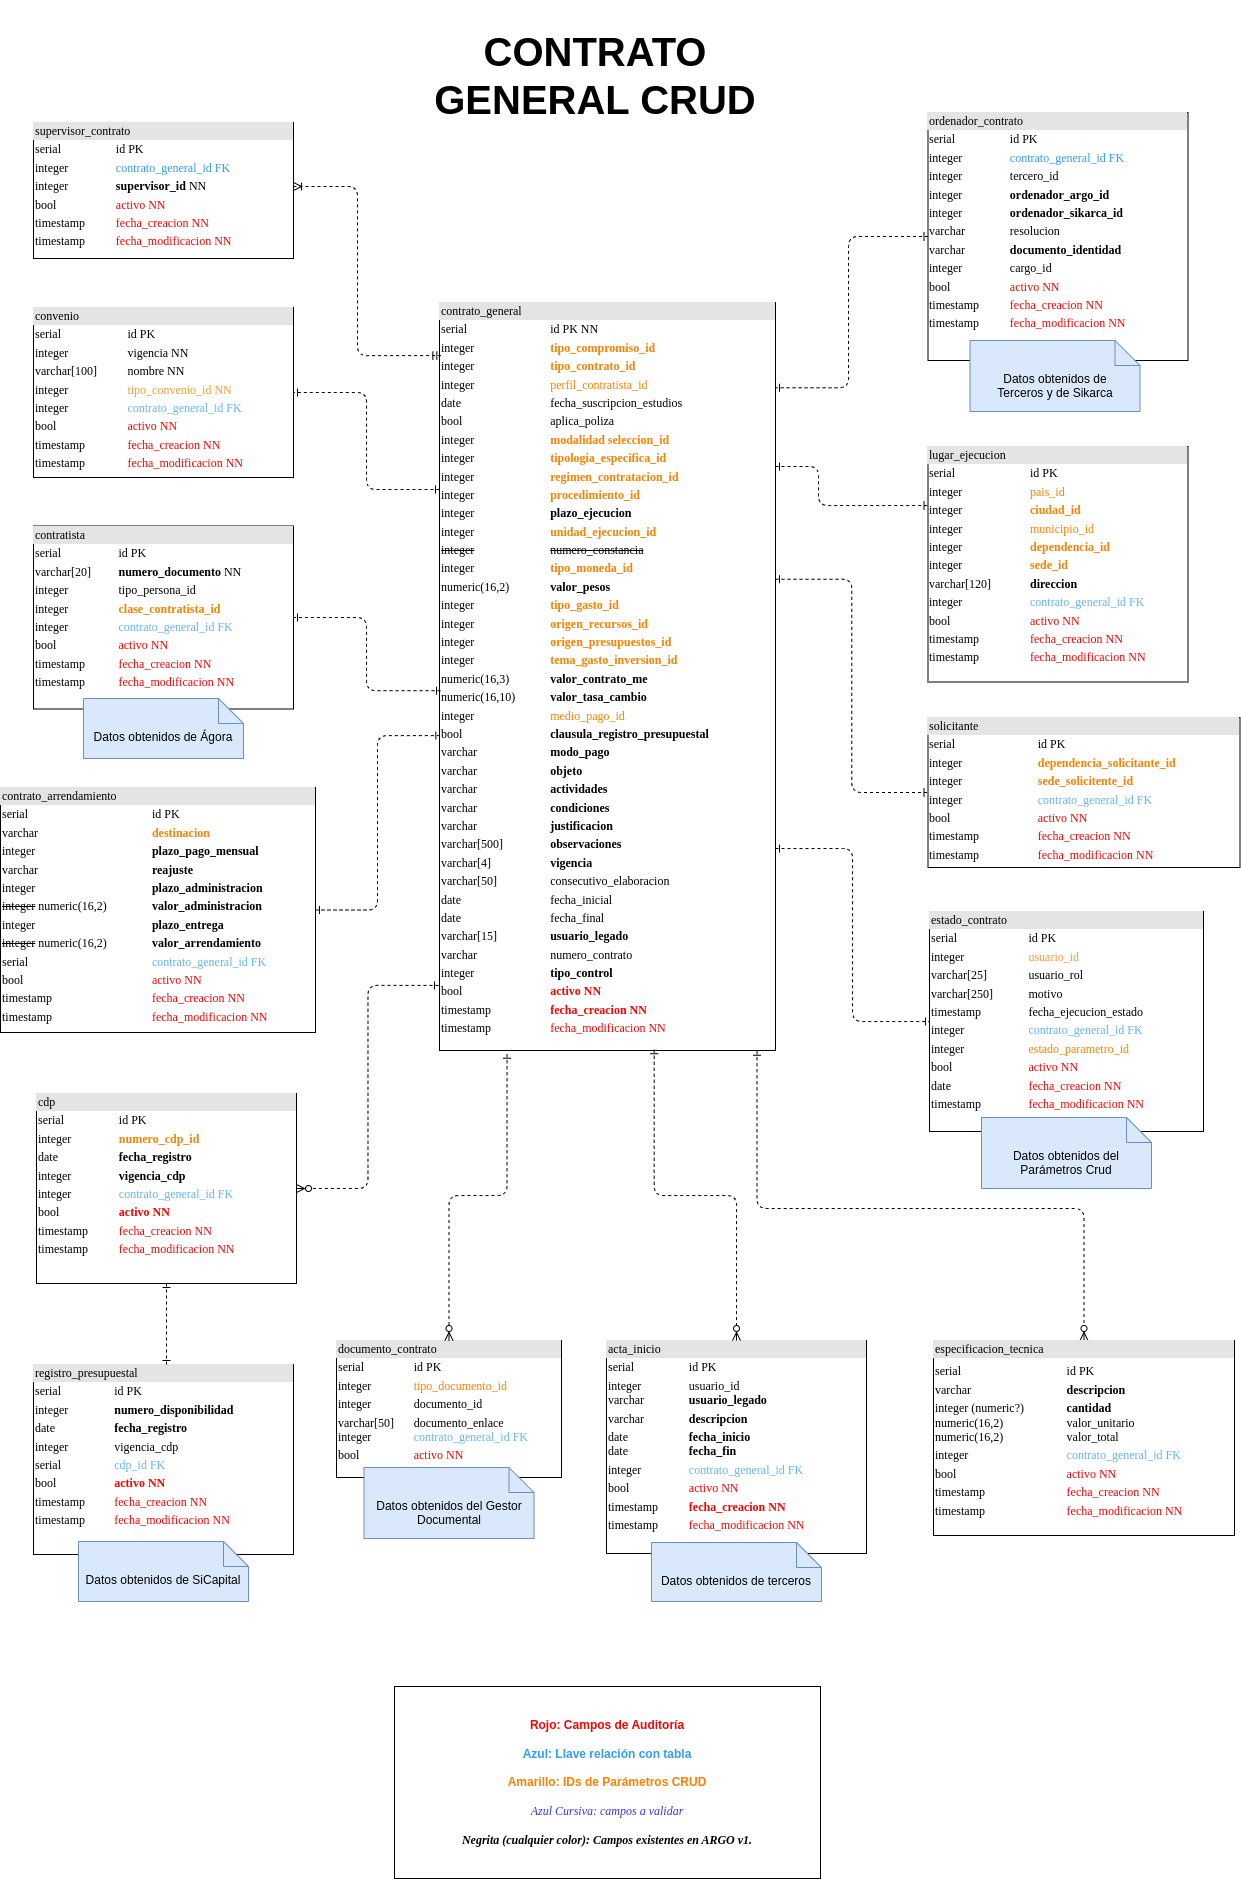 CONTRATO
GENERAL CRUD
supervisor_contrato
serial id PK
integer contrato_general_id FK
integer supervisor_id NN
bool activo NN
timestamp fecha_creacion NN
timestamp fecha_modificacion NN
convenio
serial id PK
integer vigencia NN
varchar[100] nombre NN
integer tipo_convenio_id NN
integer contrato_general_id FK
bool activo NN
timestamp fecha_creacion NN
timestamp fecha_modificacion NN
contratista
serial id PK
varchar[20] numero_documento NN
integer tipo_persona_id
integer clase_contratista_id
integer contrato_general_id FK
bool activo NN
timestamp fecha_creacion NN
timestamp fecha_modificacion NN
Datos obtenidos de Ágora
contrato_arrendamiento
serial id PK
varchar destinacion
integer plazo_pago_mensual
varchar reajuste
integer plazo_administracion
integer numeric(16,2) valor_administracion
integer plazo_entrega
integer numeric(16,2) valor_arrendamiento
serial contrato_general_id FK
bool activo NN
timestamp fecha_creacion NN
timestamp fecha_modificacion NN
cdp
serial id PK
integer numero_cdp_id
date fecha_registro
integer vigencia_cdp
integer contrato_general_id FK
bool activo NN
timestamp fecha_creacion NN
timestamp fecha_modificacion NN
registro_presupuestal
serial id PK
integer numero_disponibilidad
date fecha_registro
integer vigencia_cdp
serial cdp_id FK
bool activo NN
timestamp fecha_creacion NN
timestamp fecha_modificacion NN
Datos obtenidos de SiCapital
contrato_general
serial id PK NN
integer tipo_compromiso_id
integer tipo_contrato_id
integer perfil_contratista_id
date fecha_suscripcion_estudios
bool aplica_poliza
integer modalidad seleccion_id
integer tipologia_especifica_id
integer regimen_contratacion_id
integer procedimiento_id
integer plazo_ejecucion
integer unidad_ejecucion_id
integer numero_constancia
integer tipo_moneda_id
numeric(16,2) valor_pesos
integer tipo_gasto_id
integer origen_recursos_id
integer origen_presupuestos_id
integer tema_gasto_inversion_id
numeric(16,3) valor_contrato_me
numeric(16,10) valor_tasa_cambio
integer medio_pago_id
bool clausula_registro_presupuestal
varchar modo_pago
varchar objeto
varchar actividades
varchar condiciones
varchar justificacion
varchar[500] observaciones
varchar[4] vigencia
varchar[50] consecutivo_elaboracion
date fecha_inicial
date fecha_final
varchar[15] usuario_legado
varchar numero_contrato
integer tipo_control
bool activo NN
timestamp fecha_creacion NN
timestamp fecha_modificacion NN
ordenador_contrato
serial id PK
integer contrato_general_id FK
integer tercero_id
integer ordenador_argo_id
integer ordenador_sikarca_id
varchar resolucion
varchar documento_identidad
integer cargo_id
bool activo NN
timestamp fecha_creacion NN
timestamp fecha_modificacion NN
Datos obtenidos de
Terceros y de Sikarca
lugar_ejecucion
serial id PK
integer pais_id
integer ciudad_id
integer municipio_id
integer dependencia_id
integer sede_id
varchar[120] direccion
integer contrato_general_id FK
bool activo NN
timestamp fecha_creacion NN
timestamp fecha_modificacion NN
solicitante
serial id PK
integer dependencia_solicitante_id
integer sede_solicitente_id
integer contrato_general_id FK
bool activo NN
timestamp fecha_creacion NN
timestamp fecha_modificacion NN
estado_contrato
serial id PK
integer usuario_id
varchar[25] usuario_rol
varchar[250] motivo
timestamp fecha_ejecucion_estado
integer contrato_general_id FK
integer estado_parametro_id
bool activo NN
date fecha_creacion NN
timestamp fecha_modificacion NN
Datos obtenidos del
Parámetros Crud
documento_contrato
serial id PK
integer tipo_documento_id
integer documento_id
varchar[50] documento_enlace
integer contrato_general_id FK
bool activo NN
Datos obtenidos del Gestor
Documental
acta_inicio
serial id PK
integer usuario_id
varchar usuario_legado
varchar descripcion
date fecha_inicio
date fecha_fin
integer contrato_general_id FK
bool activo NN
timestamp fecha_creacion NN
timestamp fecha_modificacion NN
Datos obtenidos de terceros
especificacion_tecnica
serial id PK
varchar descripcion
integer (numeric?) cantidad
numeric(16,2) valor_unitario
numeric(16,2) valor_total
integer contrato_general_id FK
bool activo NN
timestamp fecha_creacion NN
timestamp fecha_modificacion NN
Rojo: Campos de Auditoría
Azul: Llave relación con tabla
Amarillo: IDs de Parámetros CRUD
Azul Cursiva: campos a validar
Negrita (cualquier color): Campos existentes en ARGO v1.